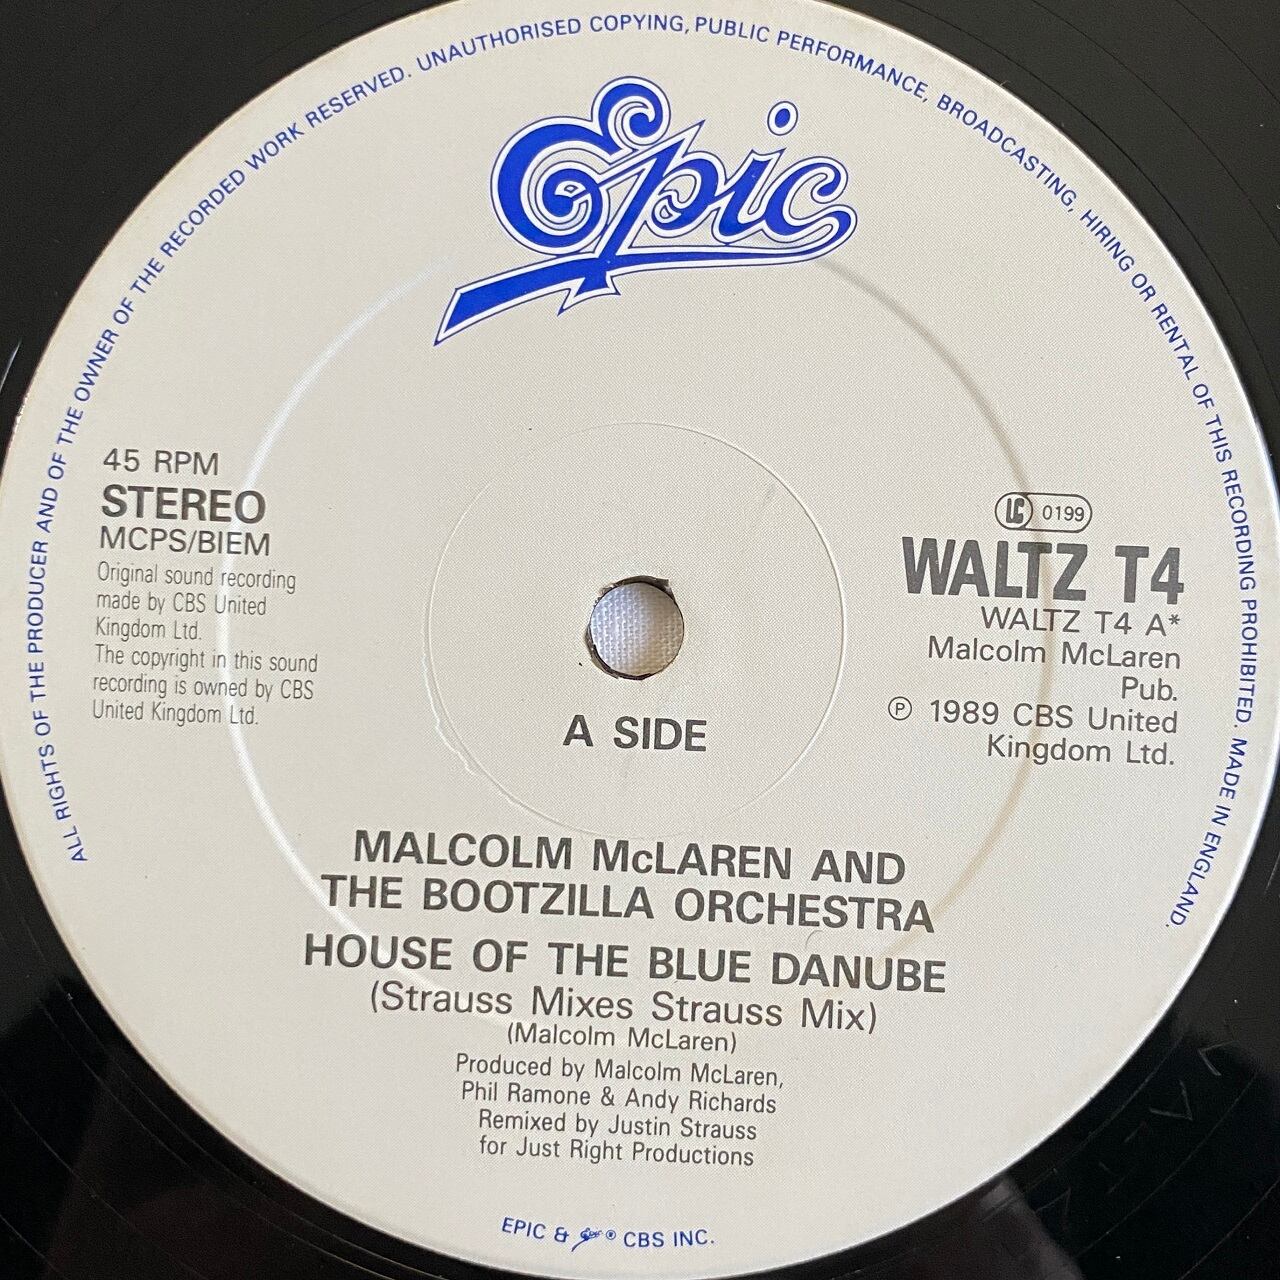 ALL RIGHTS OF THE PRODUCER AND OF THE OWNER OF THE RECORDED WORK RESERVED. UNAUTHORISED COPYING, PUBLIC PERFORMANCE, BROADCASTING, HIRING OR RENTAL OF THIS RECORDING PROHIBITED. MADE IN ENGLAND.
Epic
45 RPM
STEREO
MCPS/BIEM
Original sound recording
made by CBS United
Kingdom Ltd.
The copyright in this sound
recording is owned by CBS
United Kingdom Ltd.
LC 0199
WALTZ T4
WALTZ T4 A*
Malcolm McLaren
Pub.
℗ 1989 CBS United
Kingdom Ltd.
A SIDE
MALCOLM McLAREN AND
THE BOOTZILLA ORCHESTRA
HOUSE OF THE BLUE DANUBE
(Strauss Mixes Strauss Mix)
(Malcolm McLaren)
Produced by Malcolm McLaren,
Phil Ramone & Andy Richards
Remixed by Justin Strauss
for Just Right Productions
EPIC & Epic ® CBS INC.